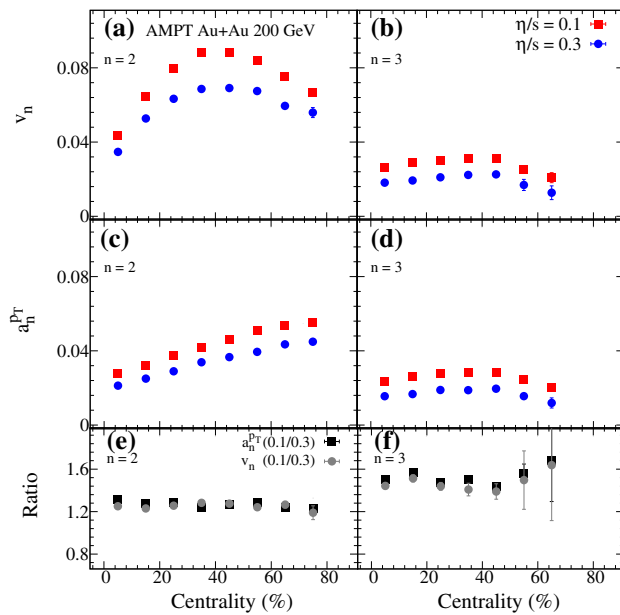 (a) AMPT Au+Au 200 GeV
n = 2
(b) η/s = 0.1
η/s = 0.3
n = 3
v_n
0.08
0.04
0
(c)
n = 2
(d)
n = 3
a_n^{p_T}
0.08
0.04
0
(e) a_n^{p_T} (0.1/0.3)
n = 2
v_n (0.1/0.3)
(f)
n = 3
Ratio
1.6
1.2
0.8
0 20 40 60 80 0 20 40 60 80
Centrality (%) Centrality (%)